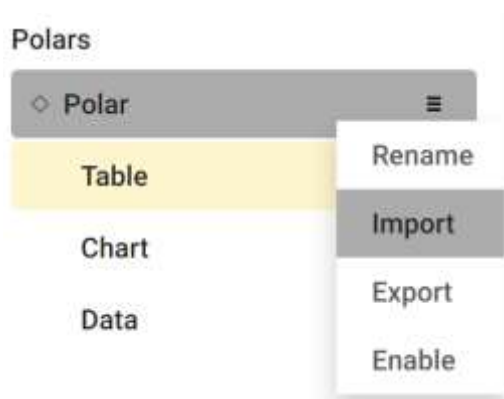 Polars
Polar
Table
Chart
Data
Rename
Import
Export
Enable